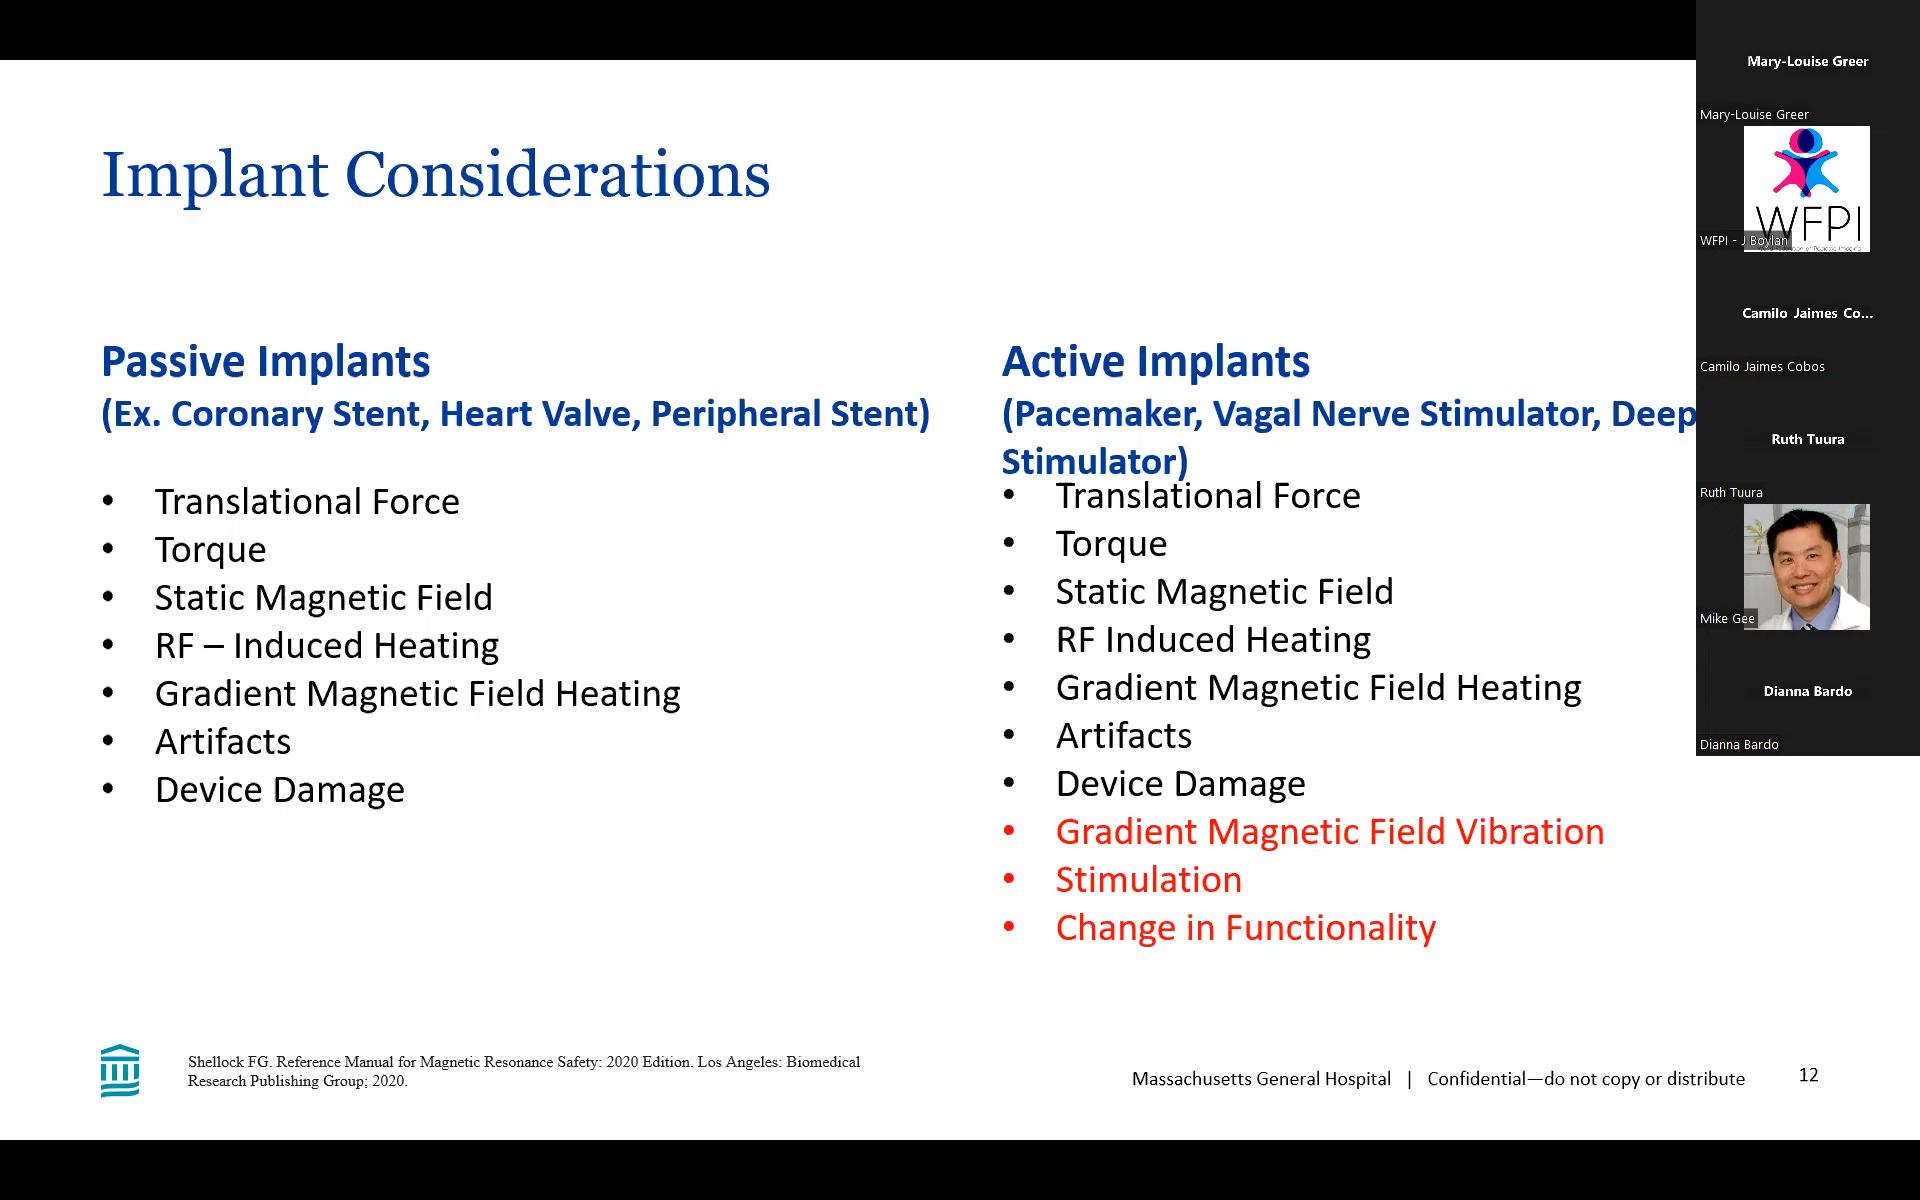 Implant Considerations
Passive Implants
(Ex. Coronary Stent, Heart Valve, Peripheral Stent)
• Translational Force
• Torque
• Static Magnetic Field
• RF – Induced Heating
• Gradient Magnetic Field Heating
• Artifacts
• Device Damage
Active Implants
(Pacemaker, Vagal Nerve Stimulator, Deep
Stimulator)
• Translational Force
• Torque
• Static Magnetic Field
• RF Induced Heating
• Gradient Magnetic Field Heating
• Artifacts
• Device Damage
• Gradient Magnetic Field Vibration
• Stimulation
• Change in Functionality
Shellock FG. Reference Manual for Magnetic Resonance Safety: 2020 Edition. Los Angeles: Biomedical
Research Publishing Group; 2020.
Massachusetts General Hospital | Confidential—do not copy or distribute
12
Mary-Louise Greer
Mary-Louise Greer
WFPI
WFPI - J Boylan
Camilo Jaimes Co...
Camilo Jaimes Cobos
Ruth Tuura
Ruth Tuura
Mike Gee
Dianna Bardo
Dianna Bardo